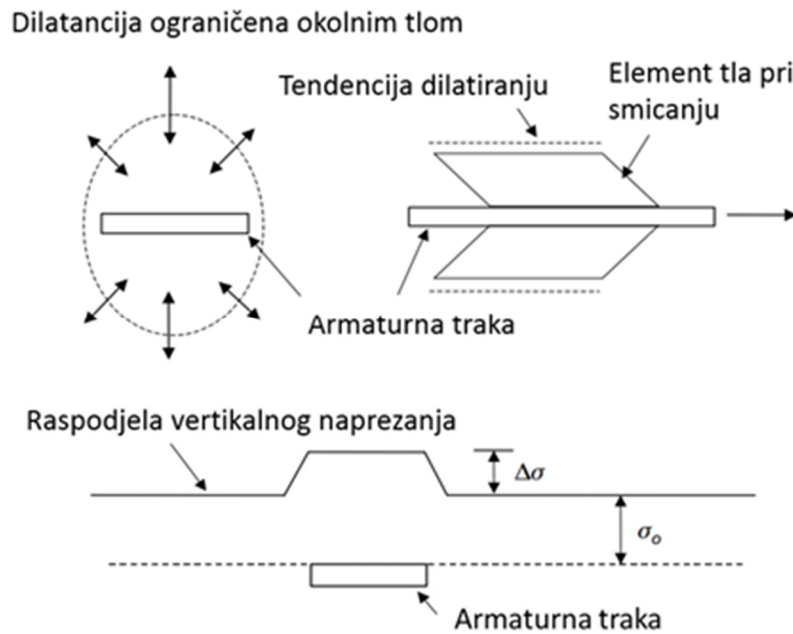 Dilatancija ograničena okolnim tlom
Tendencija dilatiranju
Element tla pri
smicanju
Armaturna traka
Raspodjela vertikalnog naprezanja
Δσ
σo
Armaturna traka